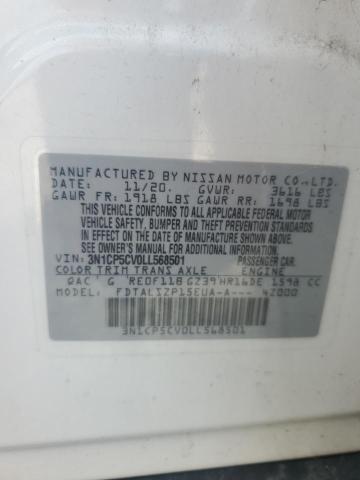 MANUFACTURED BY NISSAN MOTOR CO.,LTD.
DATE: 11/20. GVWR: 3616 LBS
GAWR FR: 1918 LBS GAWR RR: 1698 LBS
THIS VEHICLE CONFORMS TO ALL APPLICABLE FEDERAL MOTOR
VEHICLE SAFETY, BUMPER AND THEFT PREVENTION
STANDARDS IN EFFECT ON THE DATE OF MANUFACTURE SHOWN ABOVE.
SEE OWNER'S MANUAL FOR ADDITIONAL INFORMATION.
VIN: 3N1CP5CV0LL568501 PASSENGER CAR.
COLOR TRIM TRANS AXLE ENGINE
QAC G RE0F11B GZ39 HR16DE 1598 CC
FDTALSZP15EUA-A--- 4Z000
3N1CP5CV0LL568501